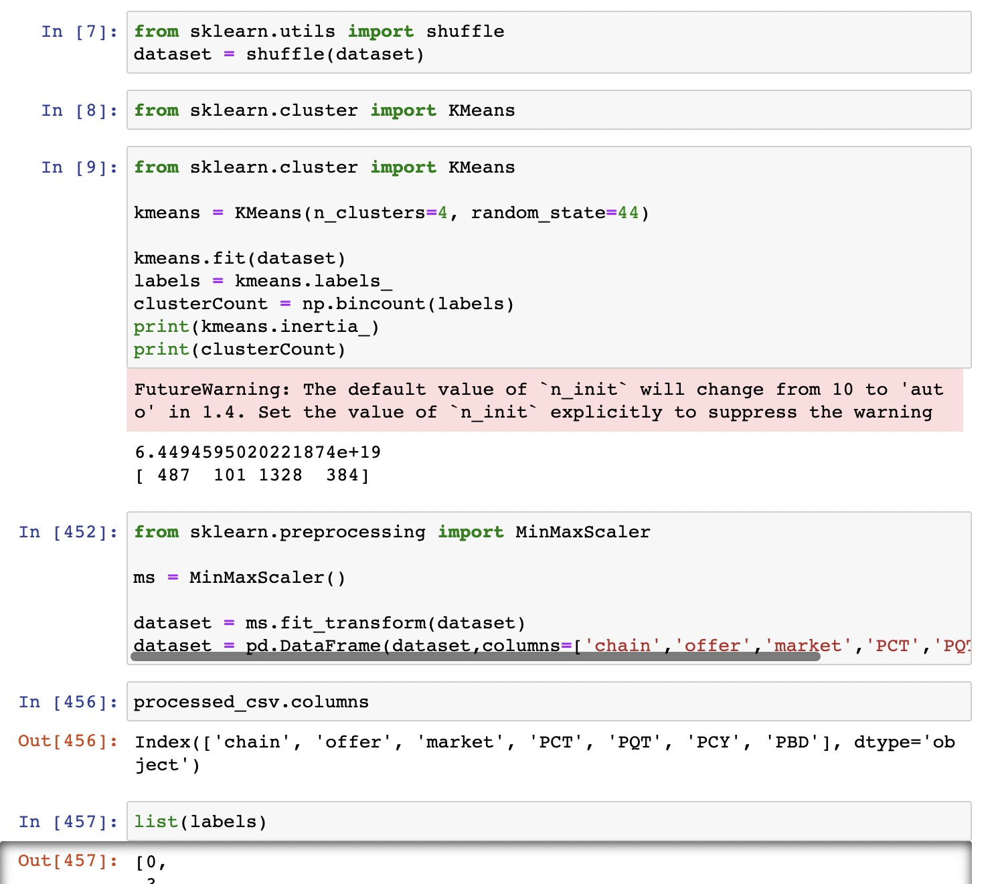 In [7]: from sklearn.utils import shuffle
dataset = shuffle(dataset)
In [8]: from sklearn.cluster import KMeans
In [9]: from sklearn.cluster import KMeans
kmeans = KMeans(n_clusters=4, random_state=44)
kmeans.fit(dataset)
labels = kmeans.labels_
clusterCount = np.bincount(labels)
print(kmeans.inertia_)
print(clusterCount)
FutureWarning: The default value of `n_init` will change from 10 to 'aut
o' in 1.4. Set the value of `n_init` explicitly to suppress the warning
6.4494595020221874e+19
[ 487  101 1328  384]
In [452]: from sklearn.preprocessing import MinMaxScaler
ms = MinMaxScaler()
dataset = ms.fit_transform(dataset)
dataset = pd.DataFrame(dataset,columns=['chain','offer','market','PCT','PQT
In [456]: processed_csv.columns
Out[456]: Index(['chain', 'offer', 'market', 'PCT', 'PQT', 'PCY', 'PBD'], dtype='ob
ject')
In [457]: list(labels)
Out[457]: [0,